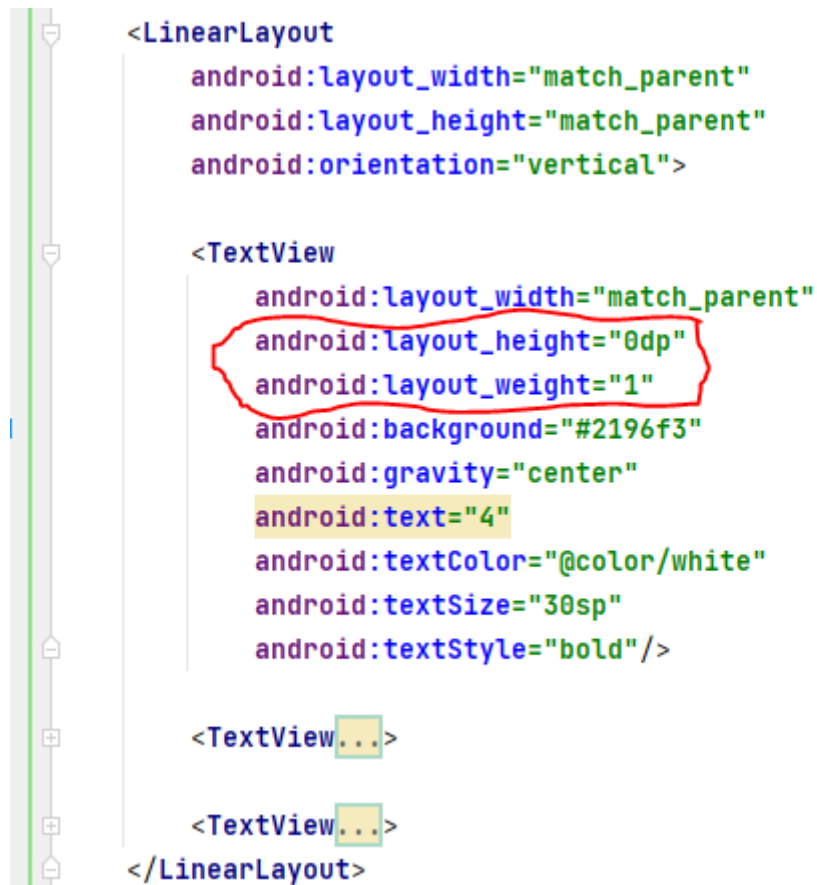 <LinearLayout
android:layout_width="match_parent"
android:layout_height="match_parent"
android:orientation="vertical">
<TextView
android:layout_width="match_parent"
android:layout_height="0dp"
android:layout_weight="1"
android:background="#2196f3"
android:gravity="center"
android:text="4"
android:textColor="@color/white"
android:textSize="30sp"
android:textStyle="bold"/>
<TextView...>
<TextView...>
</LinearLayout>